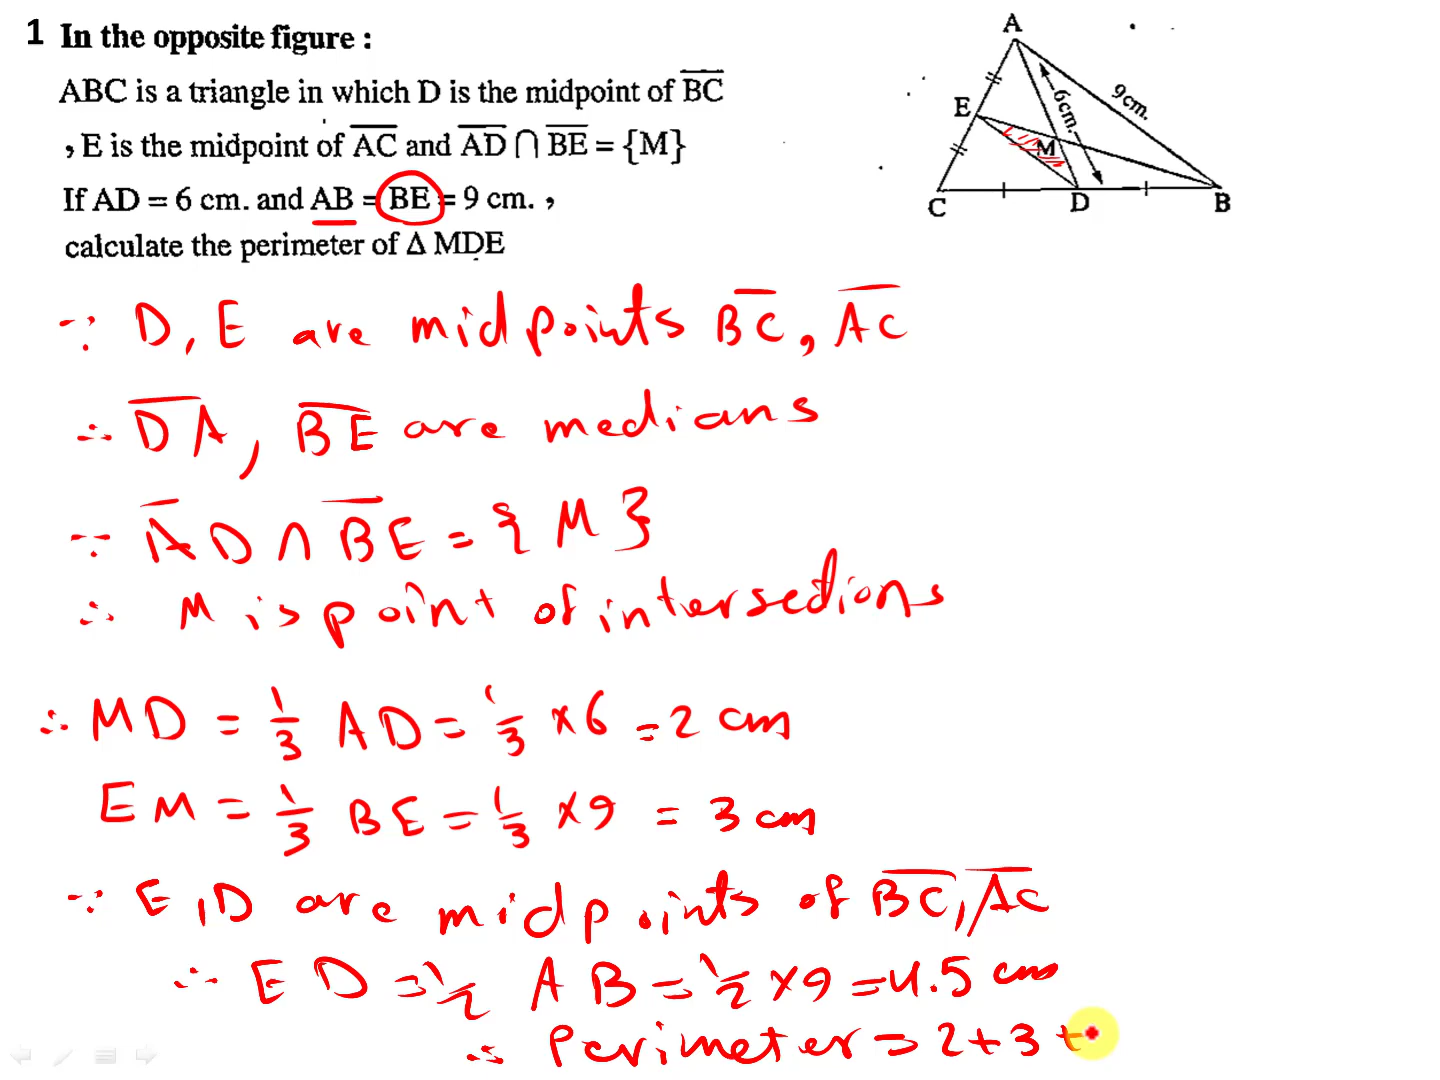 1 In the opposite figure :
ABC is a triangle in which D is the midpoint of BC
, E is the midpoint of AC and AD ∩ BE = {M}
If AD = 6 cm. and AB = BE = 9 cm. ,
calculate the perimeter of Δ MDE
A
E
6cm.
9cm.
M
C
D
B
∵ D, E are midpoints BC, AC
∴ DA, BE are medians
∵ AD ∩ BE = { M }
∴ M is point of intersections
∴ MD = 1/3 AD = 1/3 × 6 = 2 cm
EM = 1/3 BE = 1/3 × 9 = 3 cm
∵ E, D are midpoints of BC, AC
∴ ED = 1/2 AB = 1/2 × 9 = 4.5 cm
∴ Perimeter = 2 + 3 +